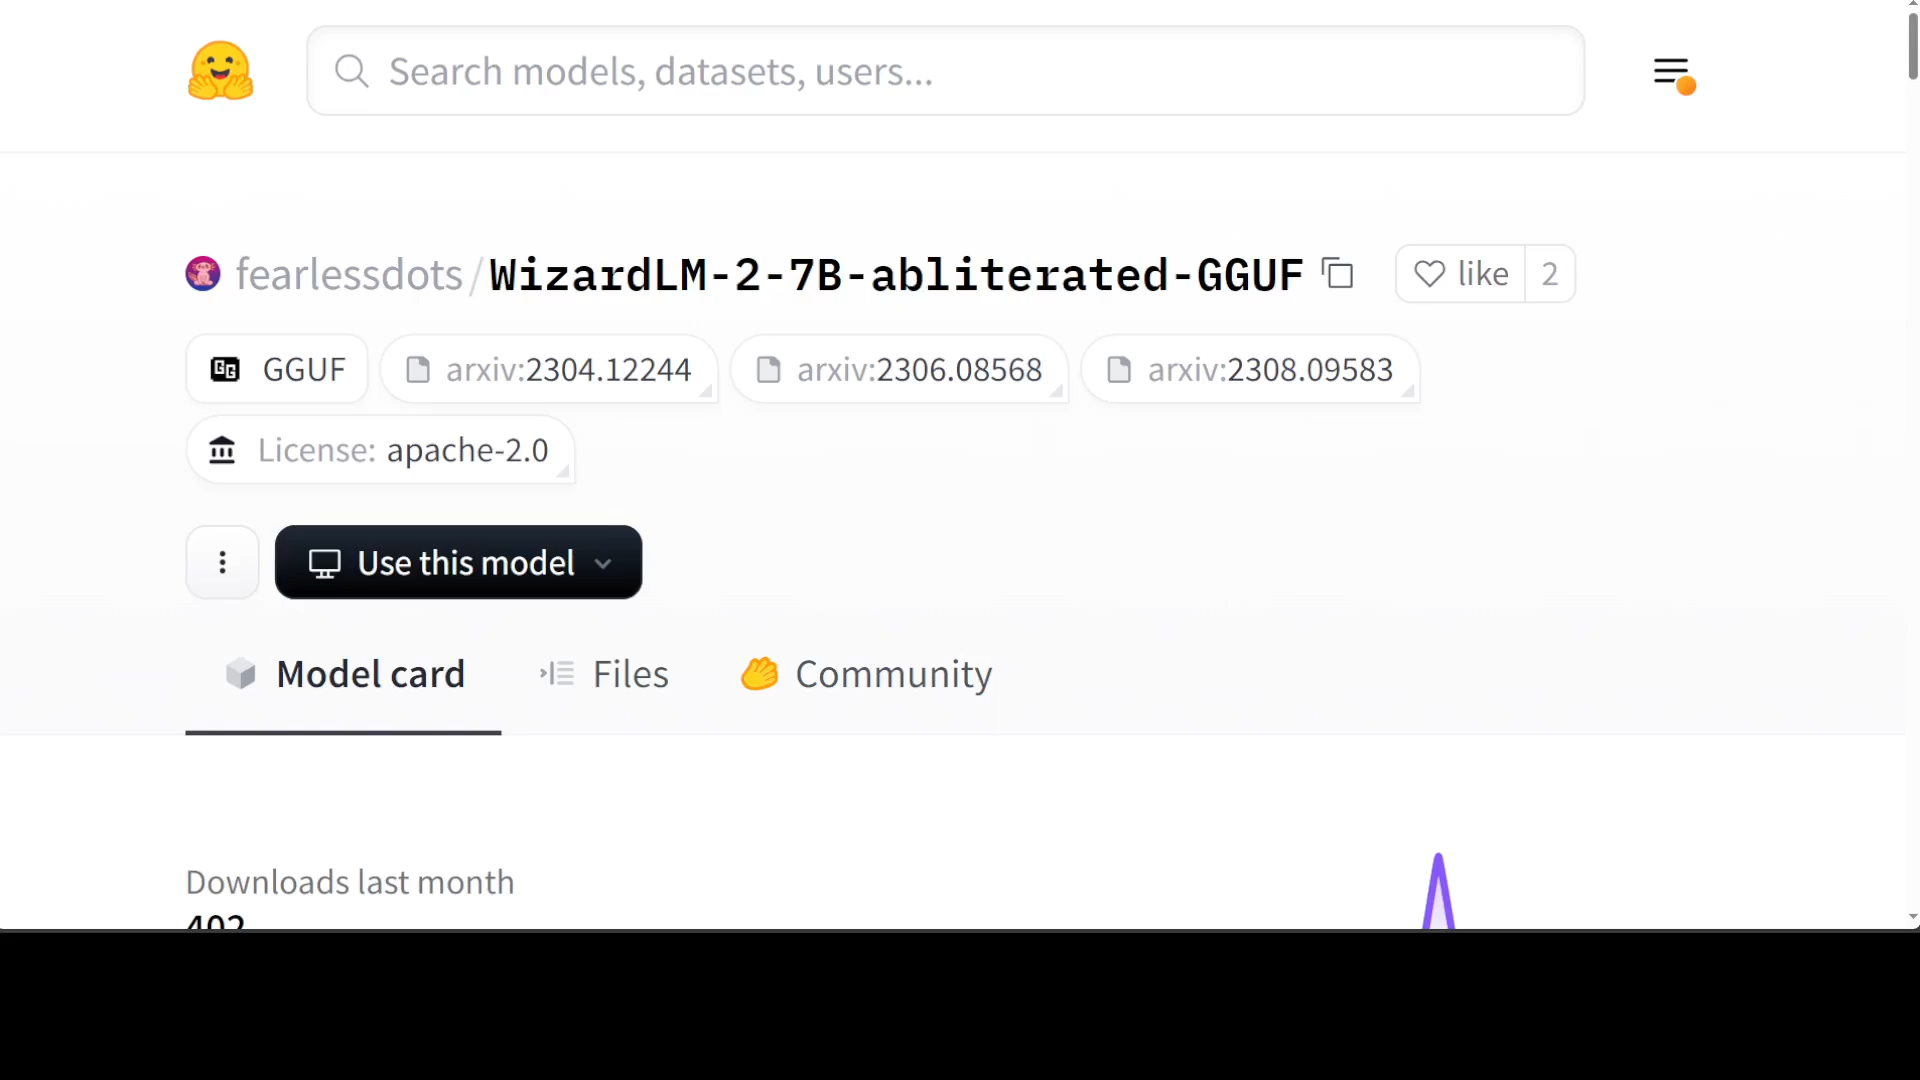 Search models, datasets, users...
fearlessdots/WizardLM-2-7B-abliterated-GGUF like 2
GGUF arxiv:2304.12244 arxiv:2306.08568 arxiv:2308.09583
License: apache-2.0
Use this model
Model card Files Community
Downloads last month
402